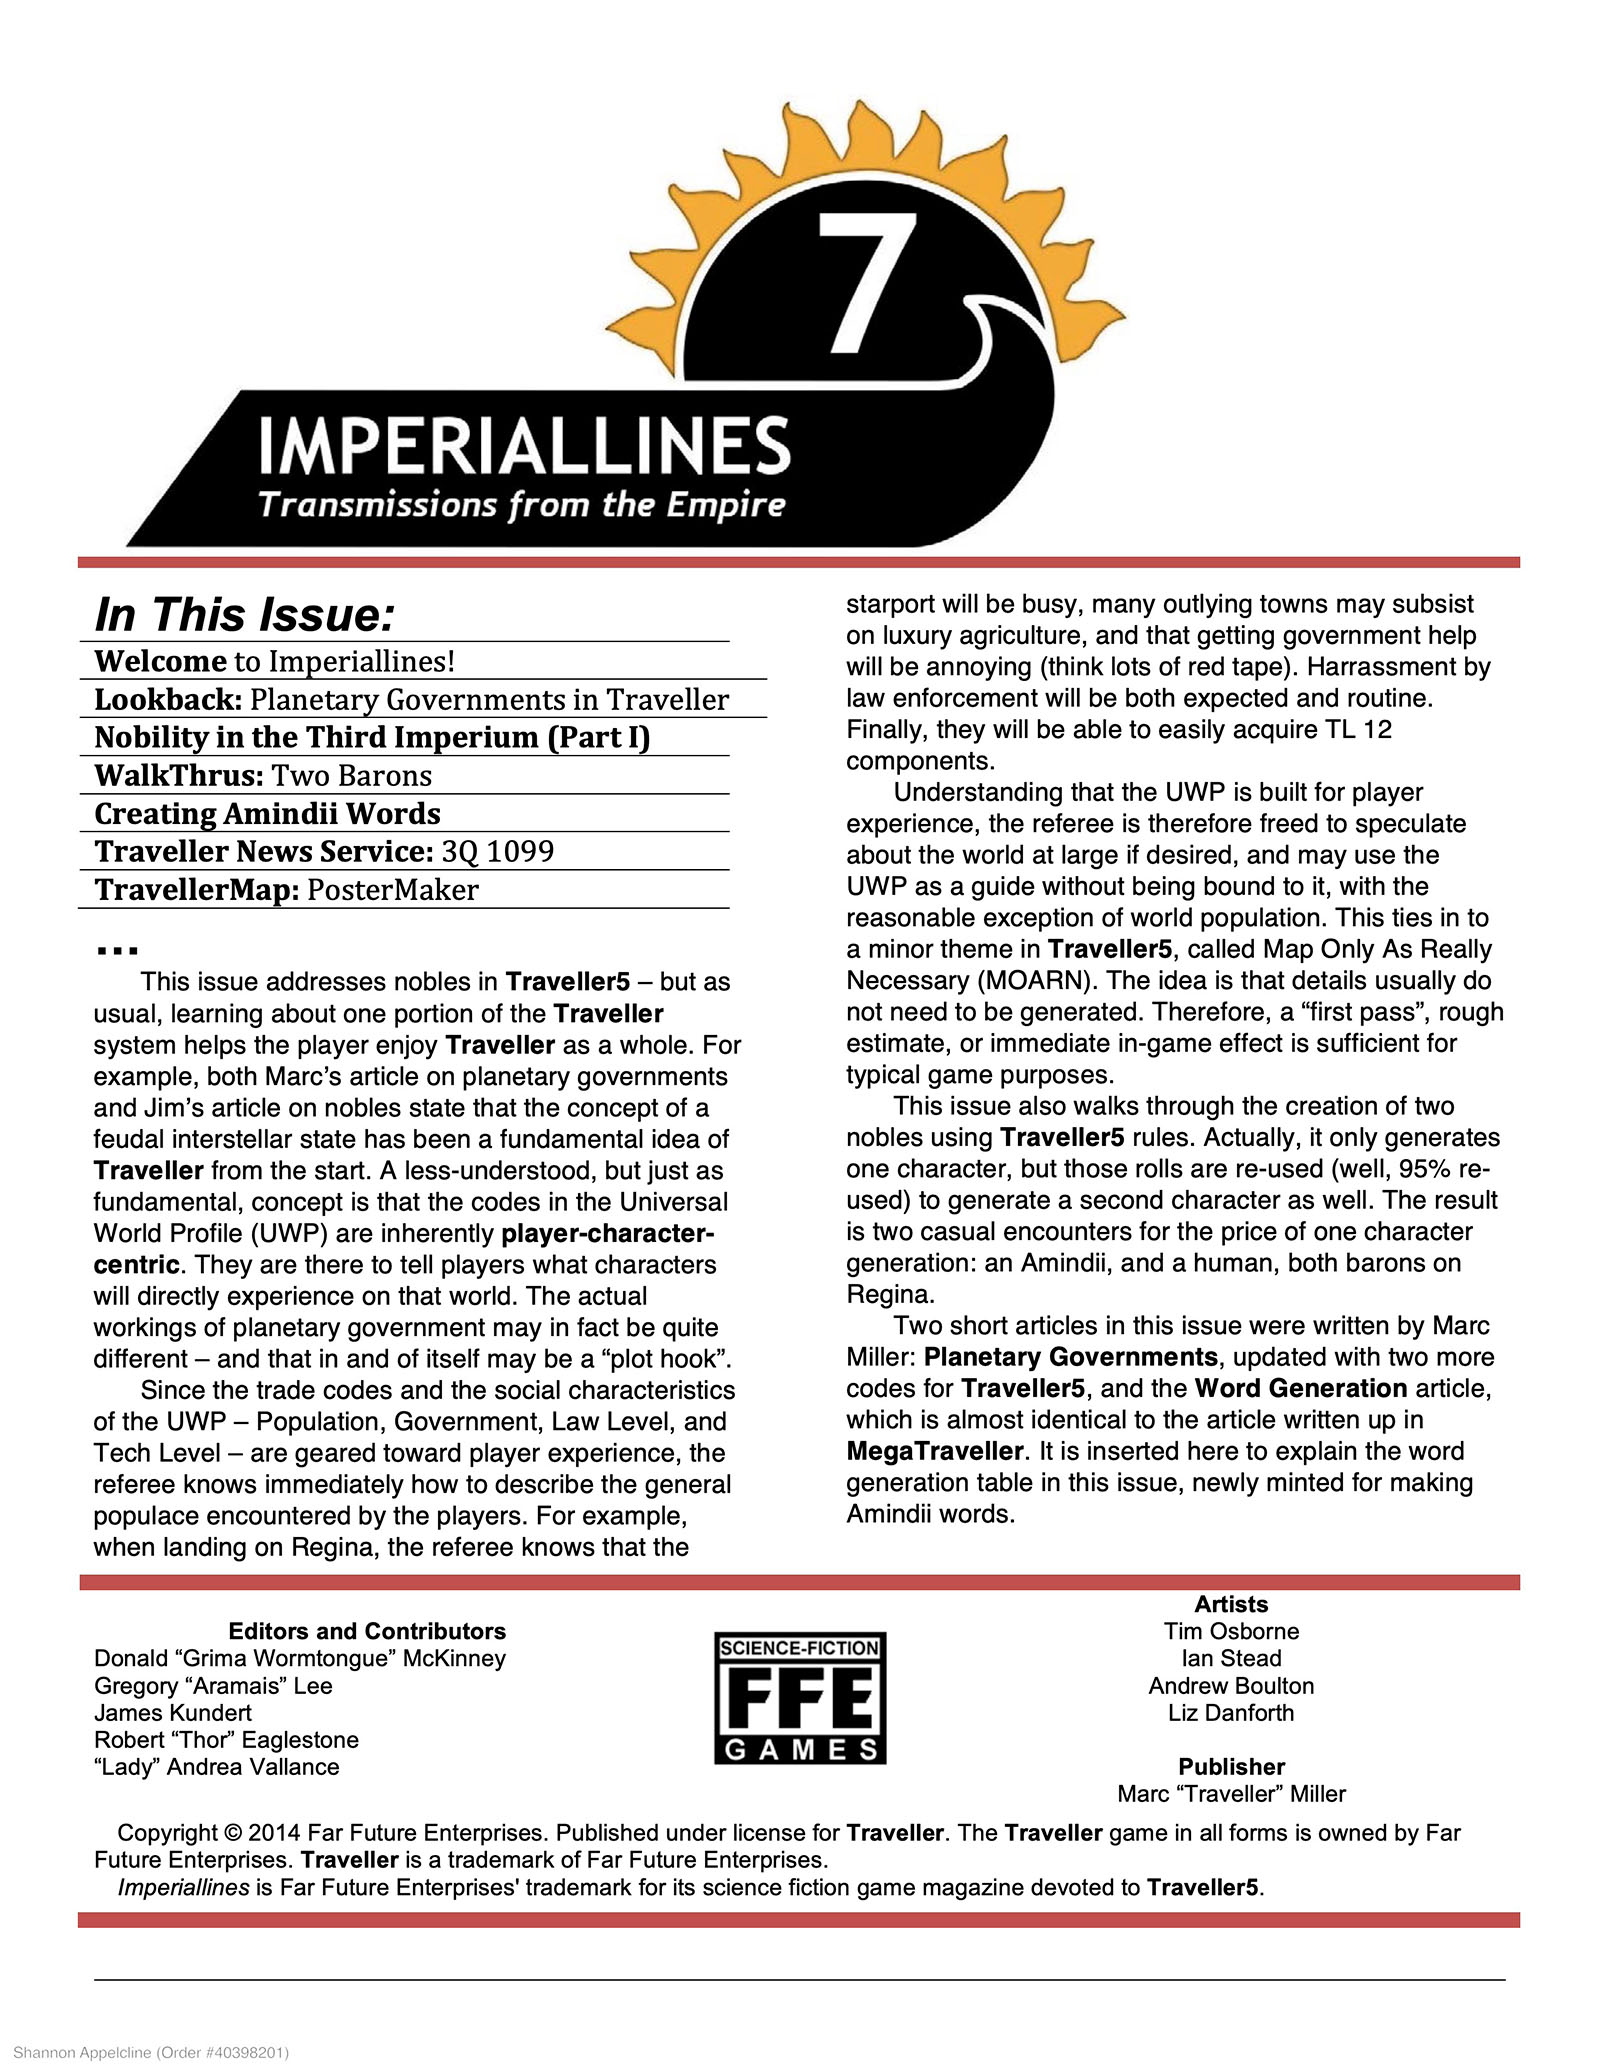 7
IMPERIALLINES
Transmissions from the Empire
In This Issue:
Welcome to Imperiallines!
Lookback: Planetary Governments in Traveller
Nobility in the Third Imperium (Part I)
WalkThrus: Two Barons
Creating Amindii Words
Traveller News Service: 3Q 1099
TravellerMap: PosterMaker
...
This issue addresses nobles in Traveller5 – but as
usual, learning about one portion of the Traveller
system helps the player enjoy Traveller as a whole. For
example, both Marc's article on planetary governments
and Jim's article on nobles state that the concept of a
feudal interstellar state has been a fundamental idea of
Traveller from the start. A less-understood, but just as
fundamental, concept is that the codes in the Universal
World Profile (UWP) are inherently player-character-
centric. They are there to tell players what characters
will directly experience on that world. The actual
workings of planetary government may in fact be quite
different – and that in and of itself may be a “plot hook”.
Since the trade codes and the social characteristics
of the UWP – Population, Government, Law Level, and
Tech Level – are geared toward player experience, the
referee knows immediately how to describe the general
populace encountered by the players. For example,
when landing on Regina, the referee knows that the
starport will be busy, many outlying towns may subsist
on luxury agriculture, and that getting government help
will be annoying (think lots of red tape). Harrassment by
law enforcement will be both expected and routine.
Finally, they will be able to easily acquire TL 12
components.
Understanding that the UWP is built for player
experience, the referee is therefore freed to speculate
about the world at large if desired, and may use the
UWP as a guide without being bound to it, with the
reasonable exception of world population. This ties in to
a minor theme in Traveller5, called Map Only As Really
Necessary (MOARN). The idea is that details usually do
not need to be generated. Therefore, a “first pass”, rough
estimate, or immediate in-game effect is sufficient for
typical game purposes.
This issue also walks through the creation of two
nobles using Traveller5 rules. Actually, it only generates
one character, but those rolls are re-used (well, 95% re-
used) to generate a second character as well. The result
is two casual encounters for the price of one character
generation: an Amindii, and a human, both barons on
Regina.
Two short articles in this issue were written by Marc
Miller: Planetary Governments, updated with two more
codes for Traveller5, and the Word Generation article,
which is almost identical to the article written up in
MegaTraveller. It is inserted here to explain the word
generation table in this issue, newly minted for making
Amindii words.
Editors and Contributors
Donald “Grima Wormtongue” McKinney
Gregory “Aramais” Lee
James Kundert
Robert “Thor” Eaglestone
“Lady” Andrea Vallance
SCIENCE-FICTION
FFE
GAMES
Artists
Tim Osborne
Ian Stead
Andrew Boulton
Liz Danforth
Publisher
Marc “Traveller” Miller
Copyright © 2014 Far Future Enterprises. Published under license for Traveller. The Traveller game in all forms is owned by Far
Future Enterprises. Traveller is a trademark of Far Future Enterprises.
Imperiallines is Far Future Enterprises' trademark for its science fiction game magazine devoted to Traveller5.
Shannon Appelcline (Order #40398201)